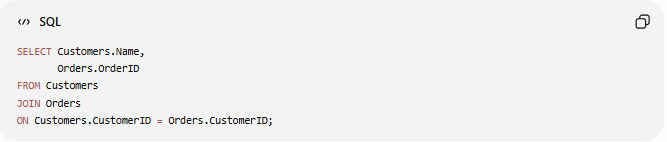 SQL
SELECT Customers.Name,
       Orders.OrderID
FROM Customers
JOIN Orders
ON Customers.CustomerID = Orders.CustomerID;